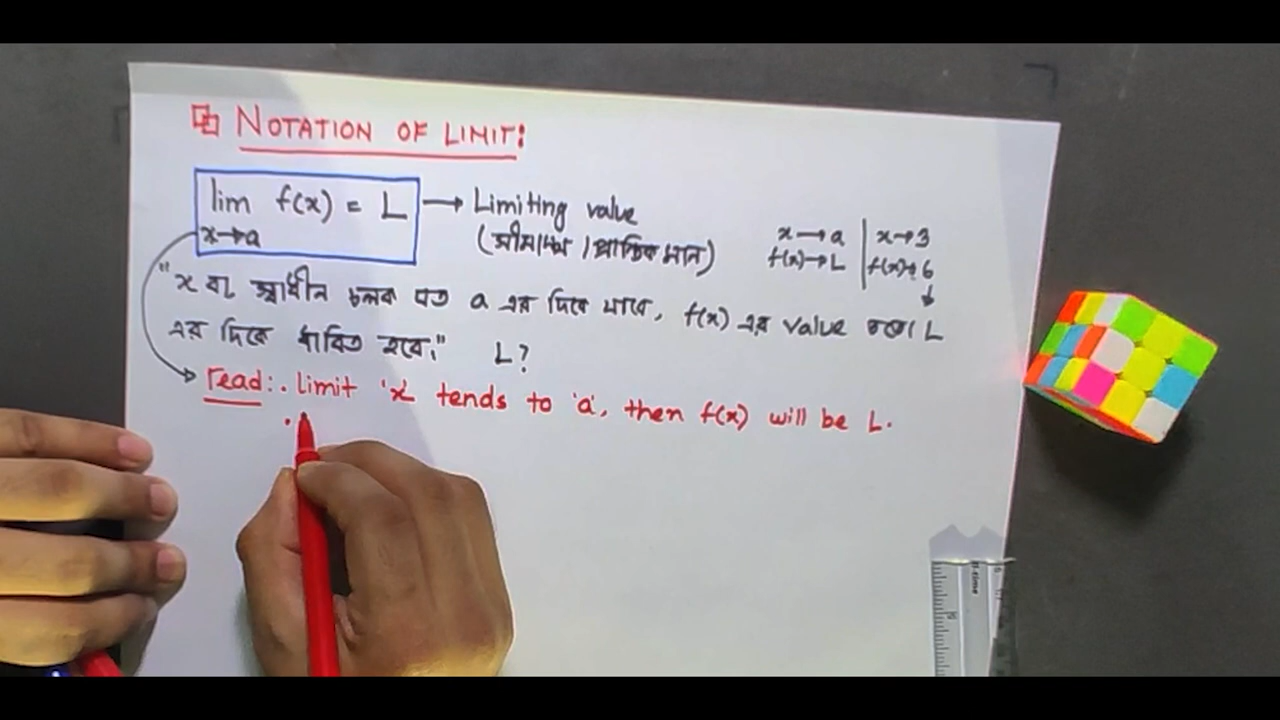 NOTATION OF LIMIT:
lim f(x) = L → Limiting value
x→a
(সীমাস্থ / প্রান্তিক মান)
x → a | x→3
f(x)→L | f(x)→6
"x বা স্বাধীন চলক যত a এর দিকে যাবে, f(x) এর value তত L
এর দিকে ধাবিত হবে।" L?
read: . Limit 'x tends to 'a', then f(x) will be L.
.